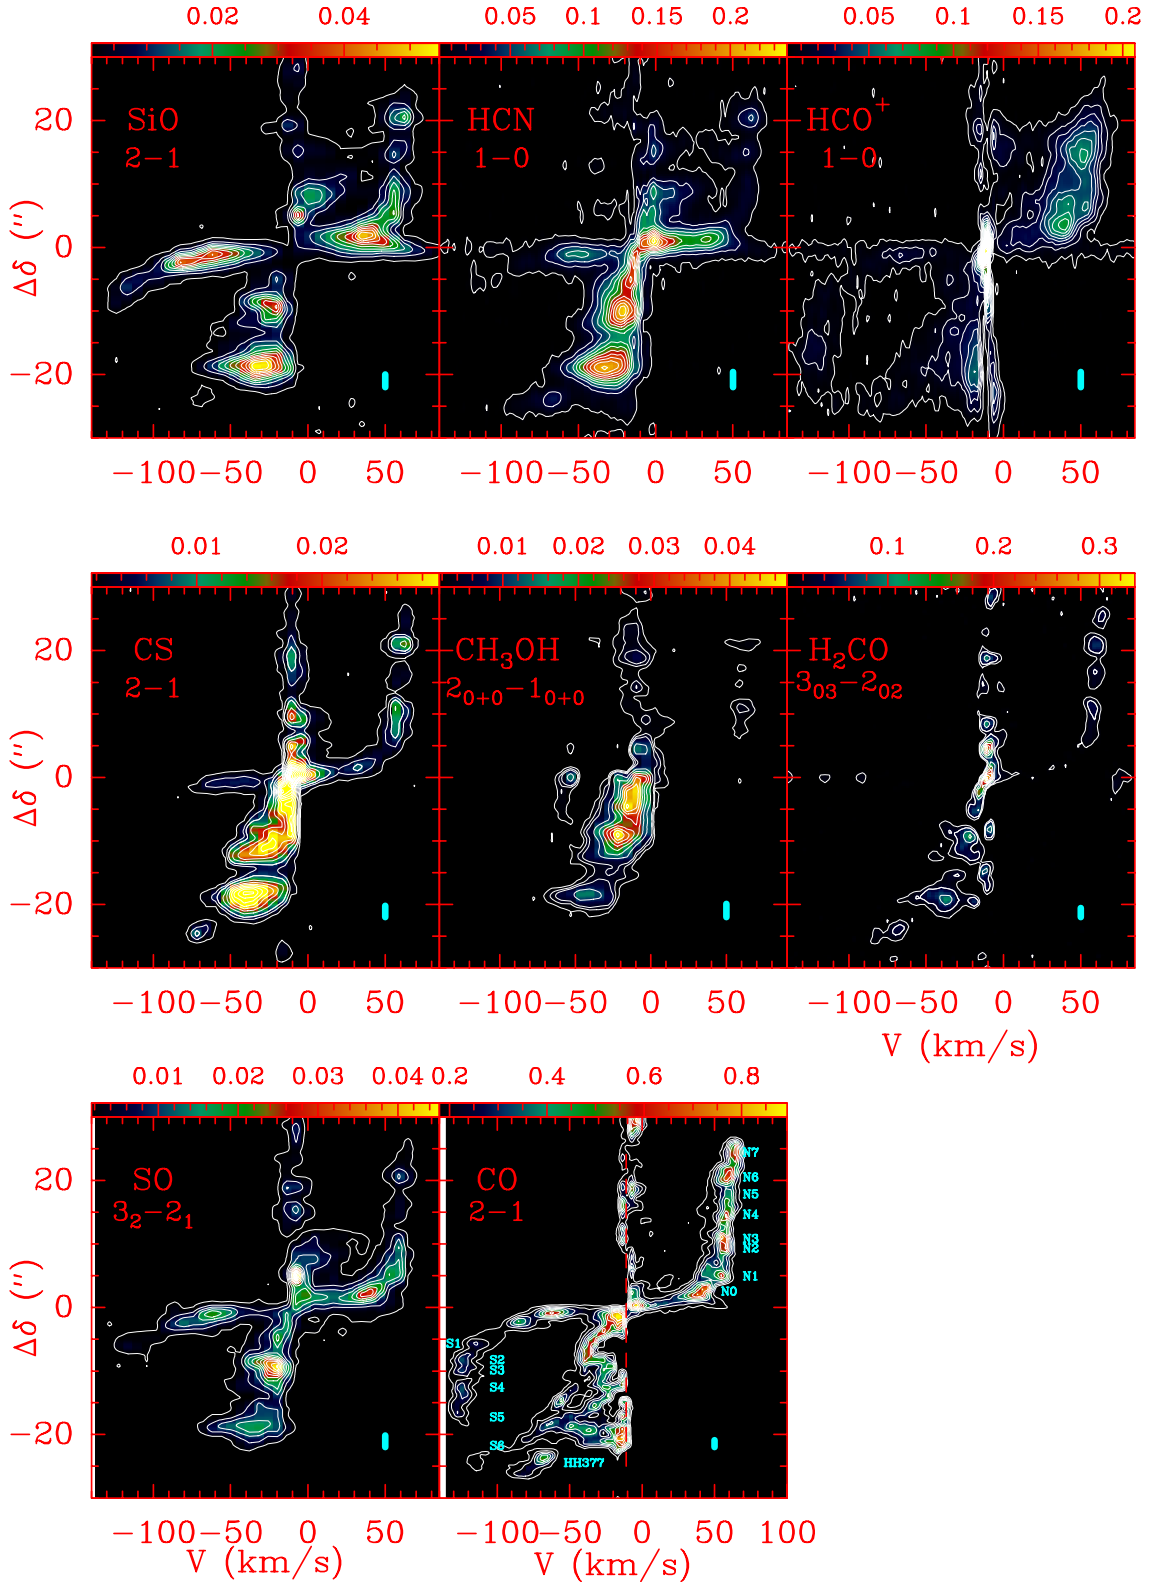 0.02 0.04 0.05 0.1 0.15 0.2 0.05 0.1 0.15 0.2
SiO
2−1
HCN
1−0
HCO⁺
1−0
Δδ (″)
20
0
−20
−100 −50 0 50 −100 −50 0 50 −100 −50 0 50
0.01 0.02 0.01 0.02 0.03 0.04 0.1 0.2 0.3
CS
2−1
CH₃OH
2₀₊₀−1₀₊₀
H₂CO
3₀₃−2₀₂
Δδ (″)
20
0
−20
−100 −50 0 50 −100 −50 0 50 −100 −50 0 50
V (km/s)
0.01 0.02 0.03 0.04 0.2 0.4 0.6 0.8
SO
3₂−2₁
CO
2−1
N7
N6
N5
N4
N3
N2
N1
N0
S1
S2
S3
S4
S5
S6
HH377
Δδ (″)
20
0
−20
−100 −50 0 50 −100 −50 0 50 100
V (km/s) V (km/s)